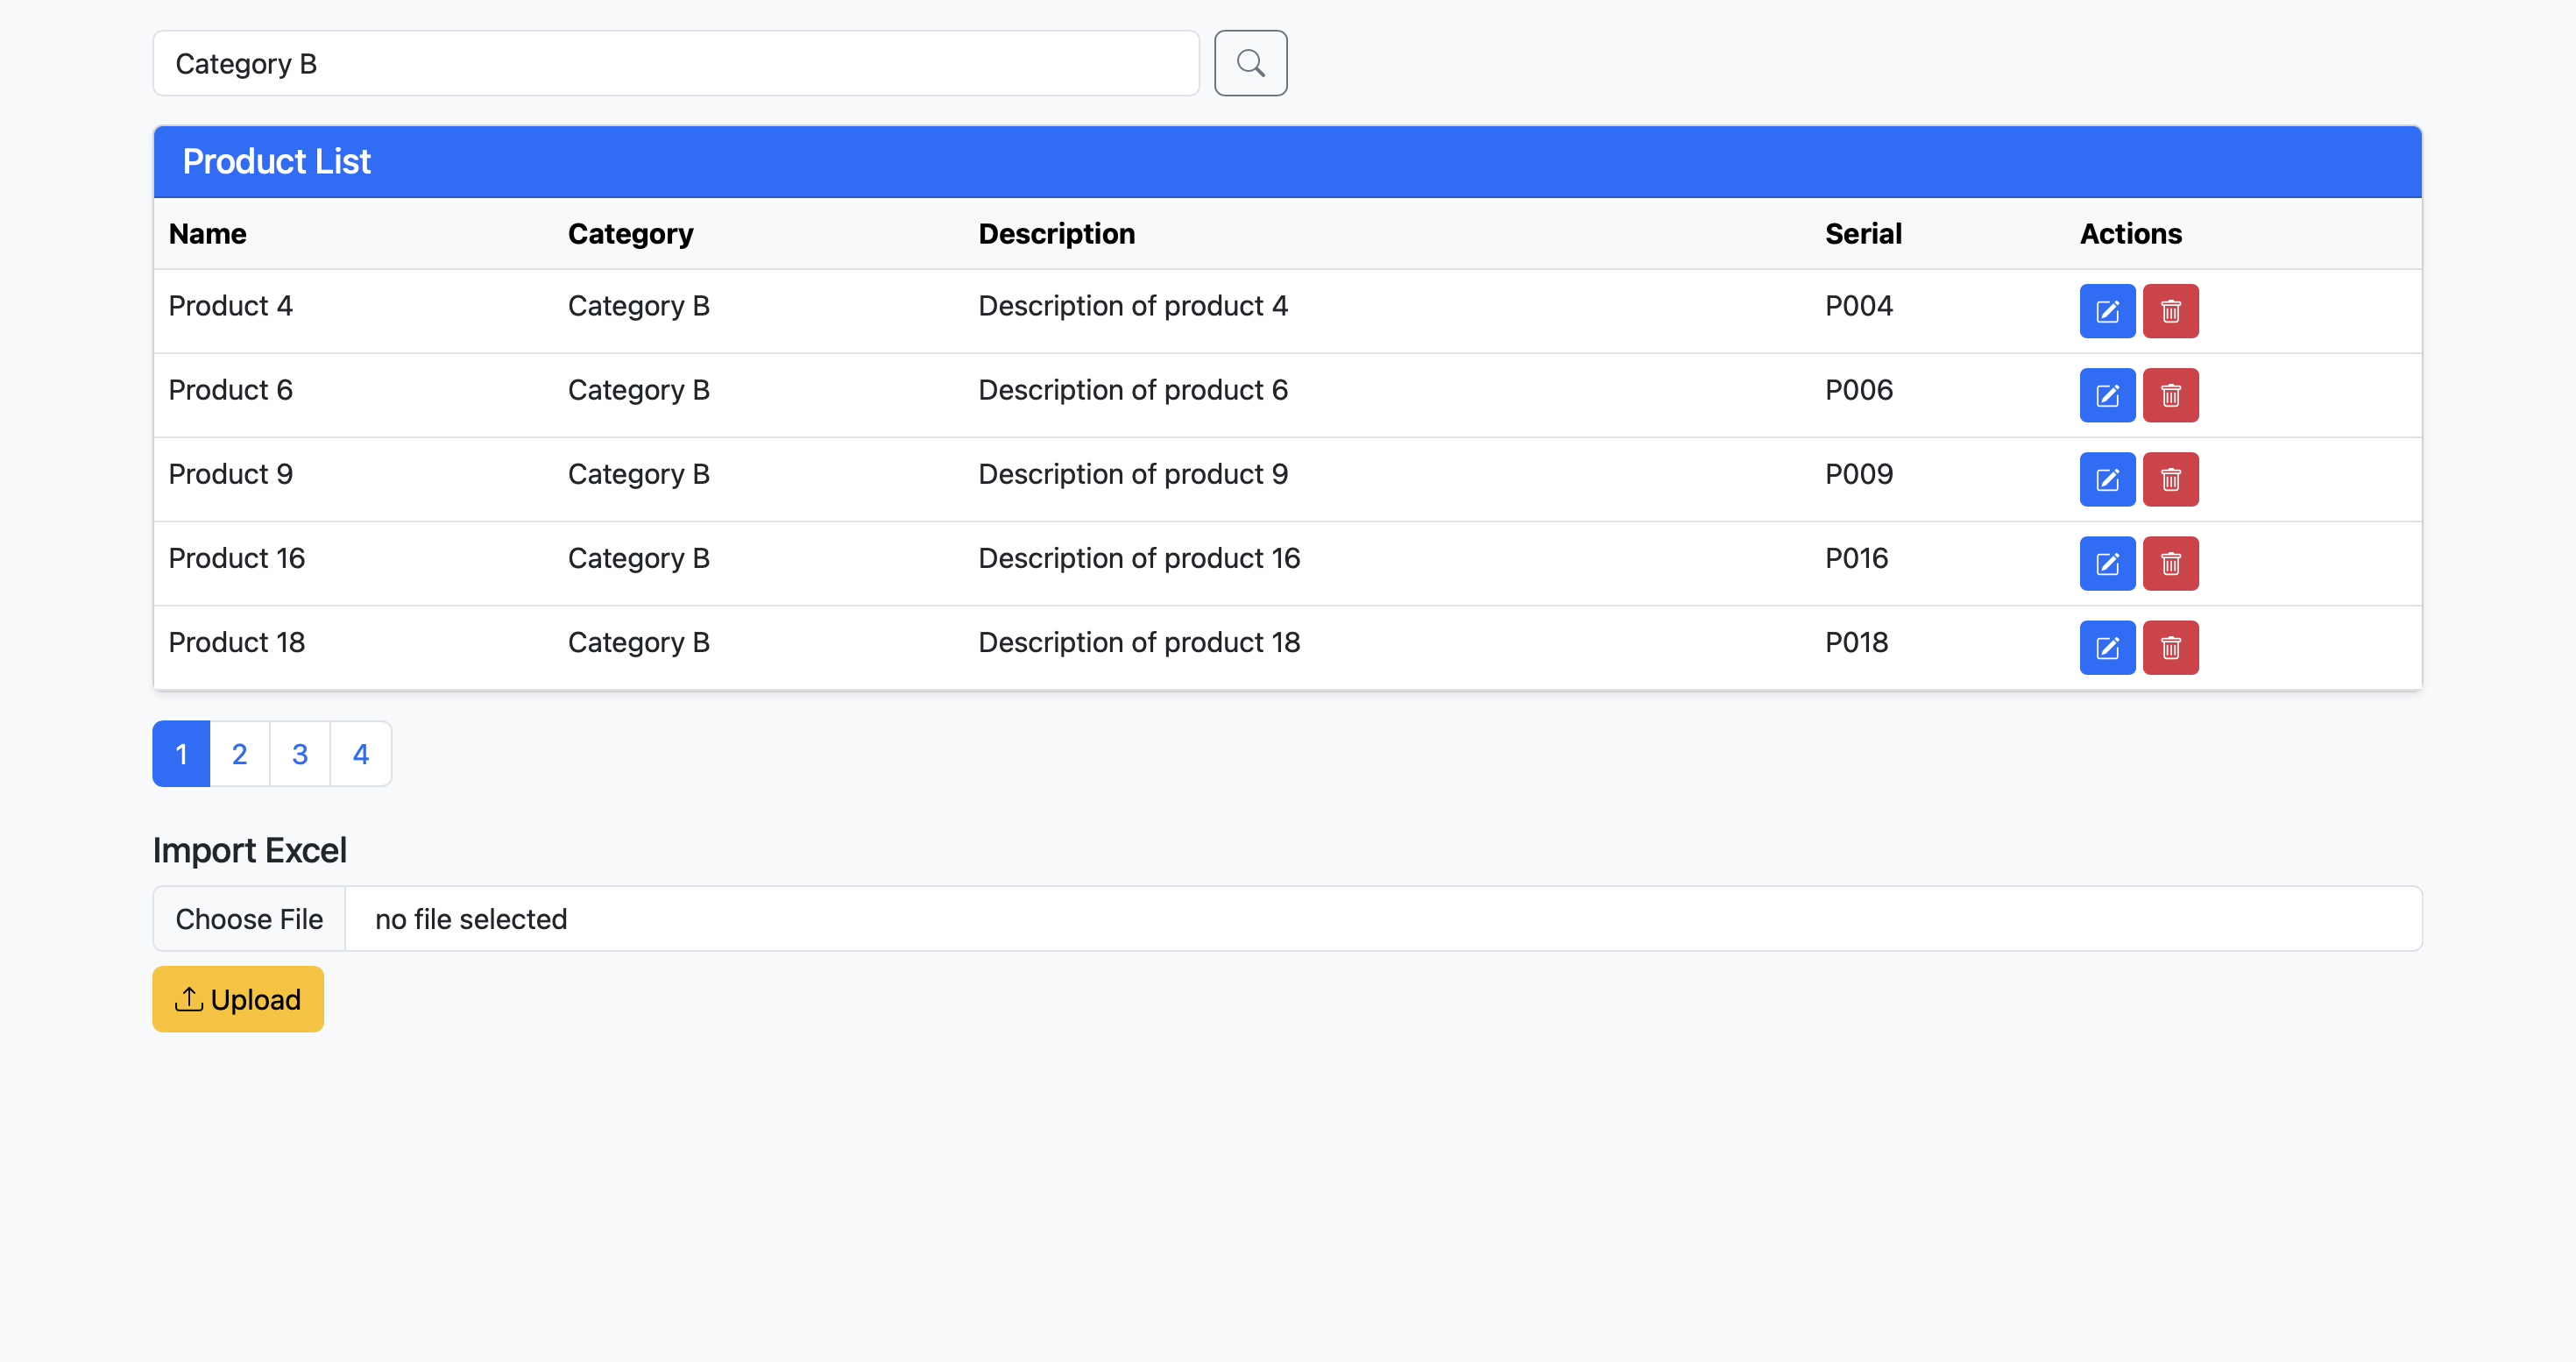 Category B
Product List
Name Category Description Serial Actions
Product 4 Category B Description of product 4 P004
Product 6 Category B Description of product 6 P006
Product 9 Category B Description of product 9 P009
Product 16 Category B Description of product 16 P016
Product 18 Category B Description of product 18 P018
1 2 3 4
Import Excel
Choose File no file selected
Upload